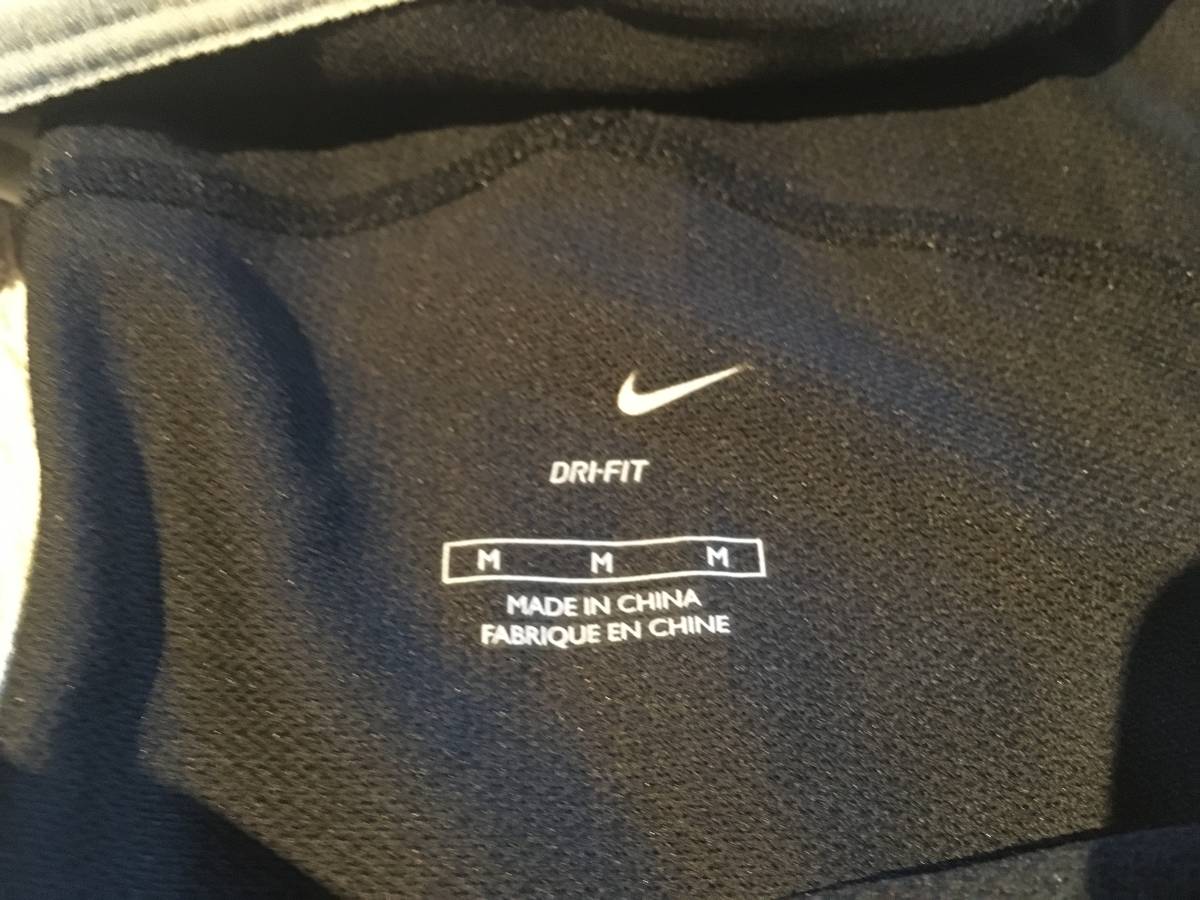 DRI-FIT
M M M
MADE IN CHINA
FABRIQUE EN CHINE